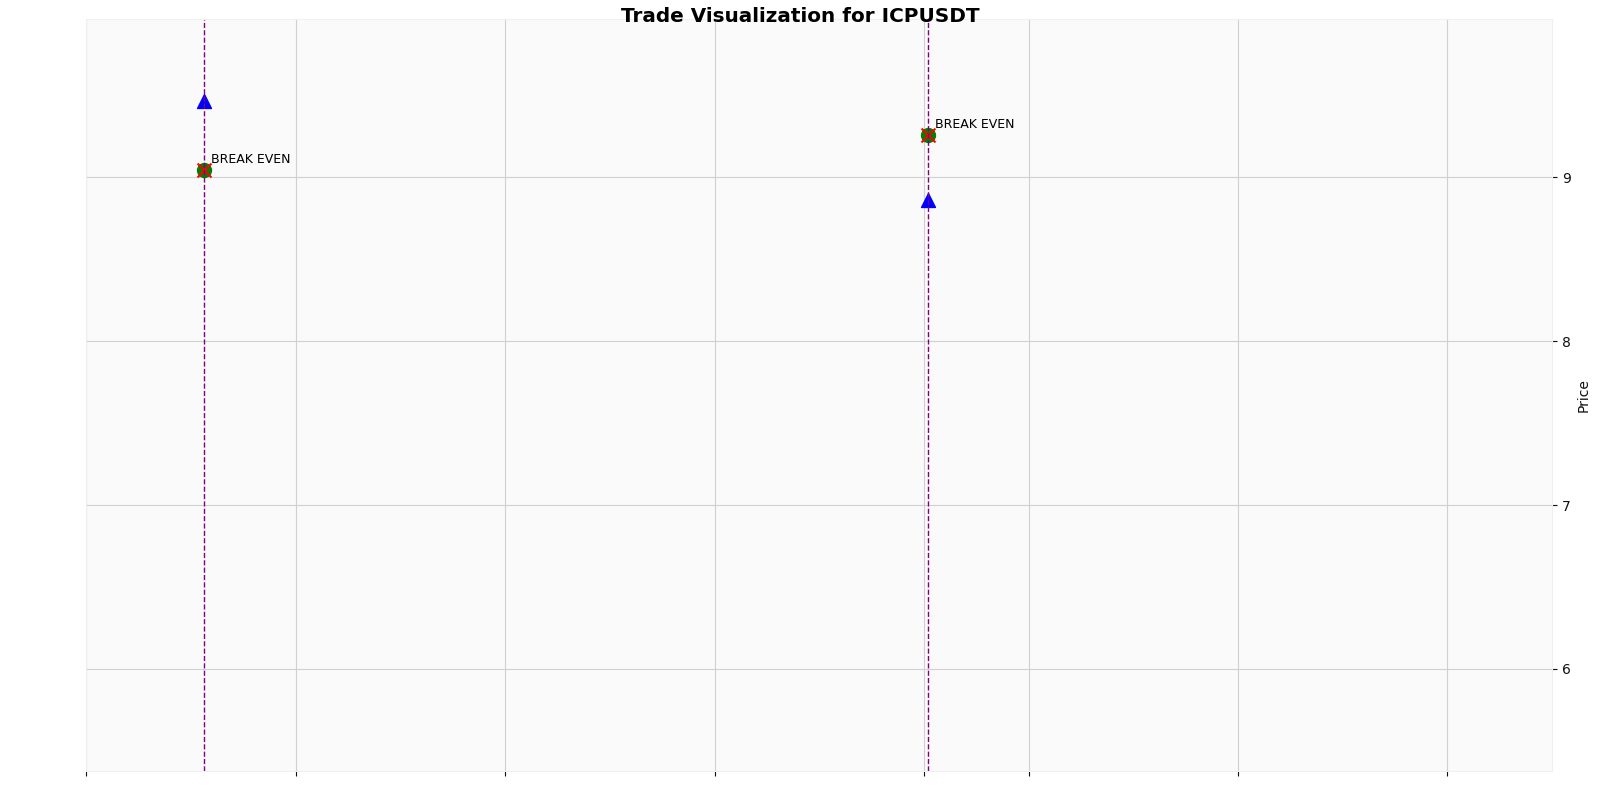 Trade Visualization for ICPUSDT
BREAK EVEN
BREAK EVEN
9
8
7
6
Price